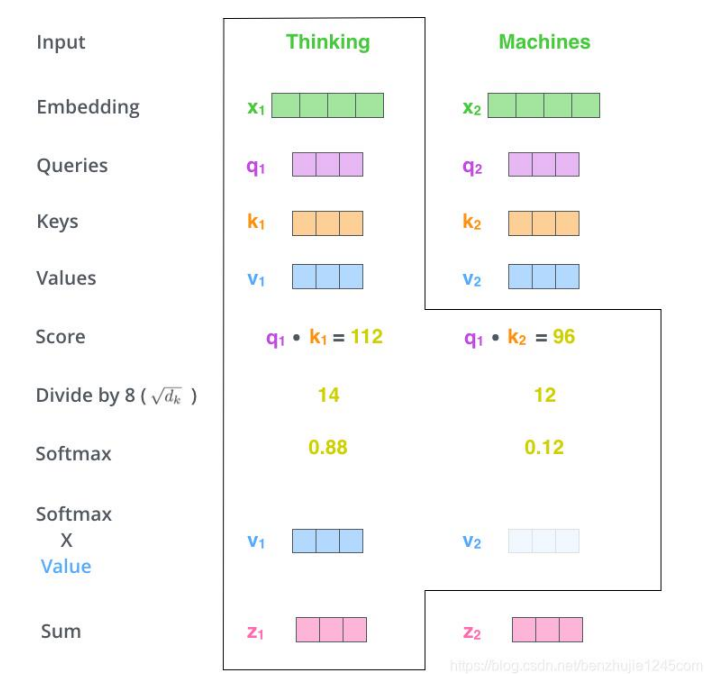 Input Thinking Machines
Embedding x1 x2
Queries q1 q2
Keys k1 k2
Values v1 v2
Score q1 • k1 = 112 q1 • k2 = 96
Divide by 8 ( √dk ) 14 12
Softmax 0.88 0.12
Softmax
X v1 v2
Value
Sum z1 z2
https://blog.csdn.net/benzhujie1245com